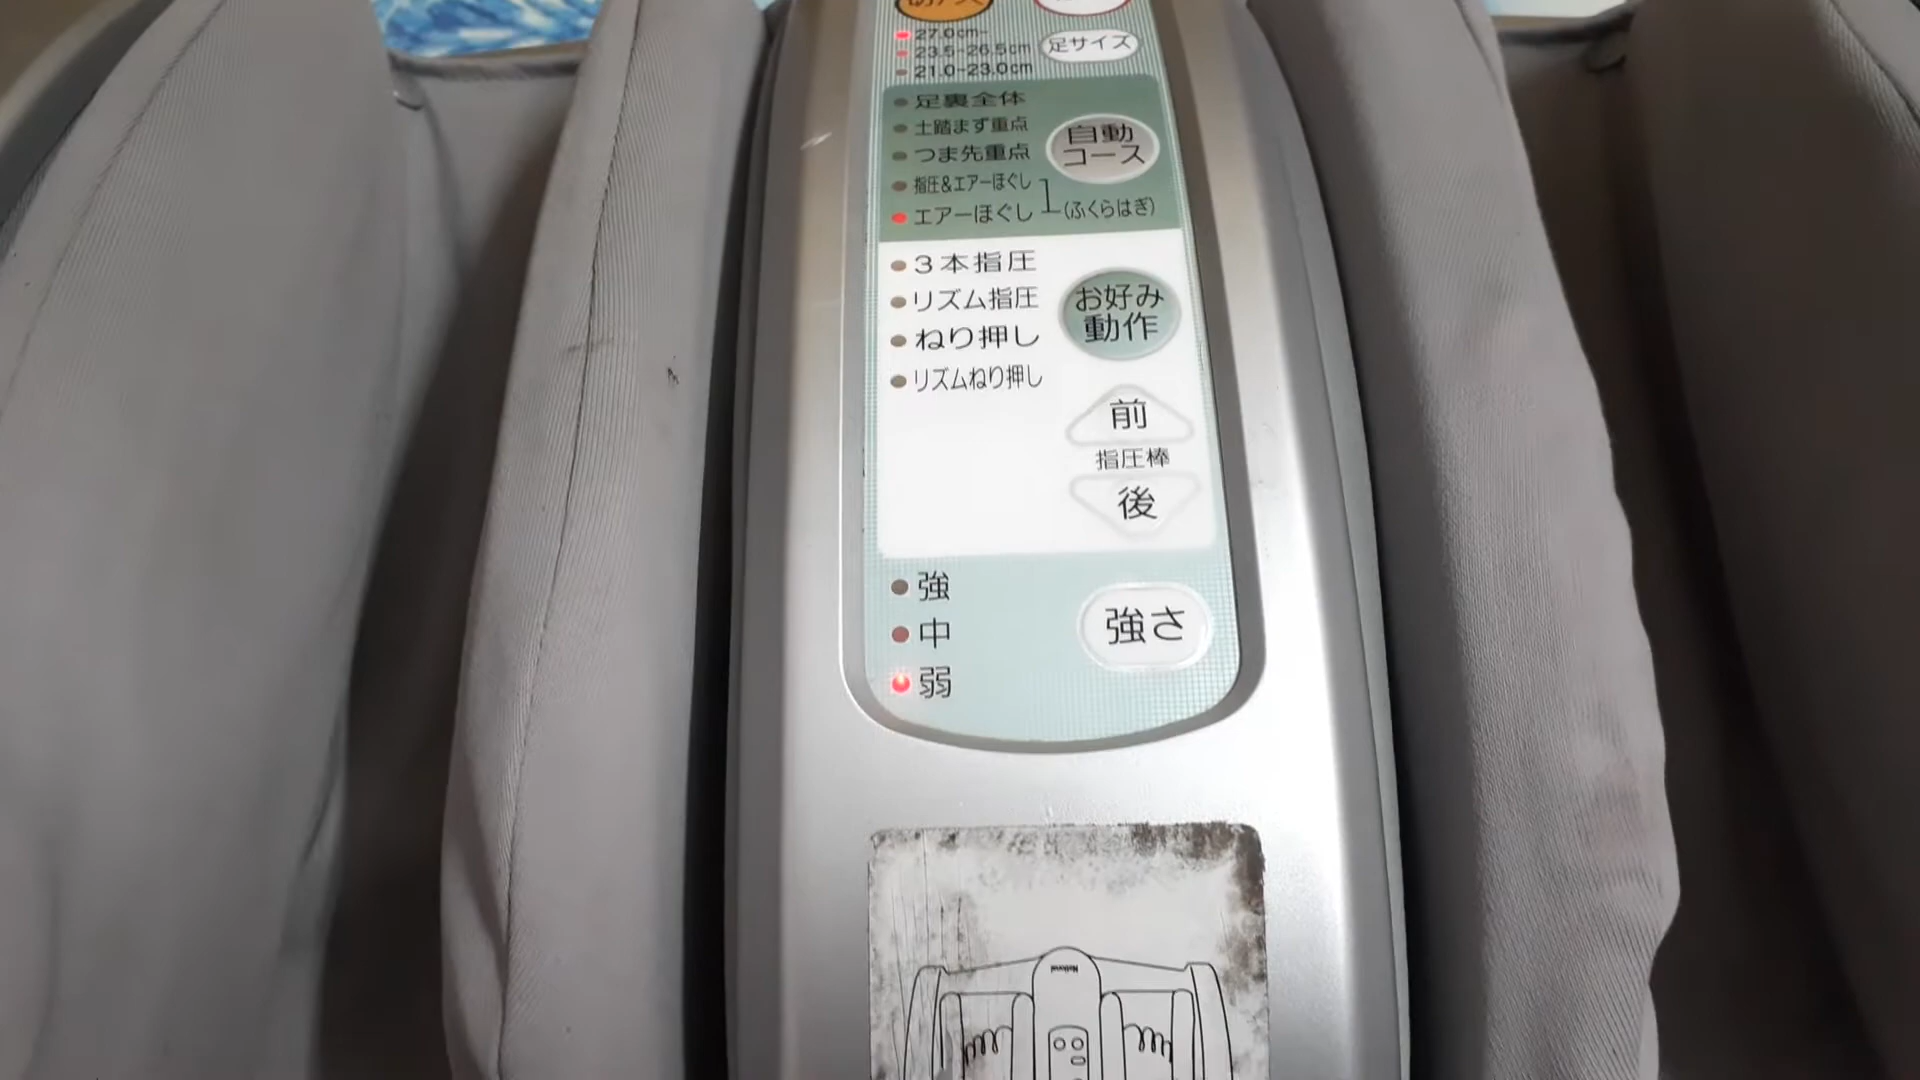 27.0cm-
23.5-26.5cm
21.0-23.0cm
足サイズ
足裏全体
土踏まず重点
つま先重点
指圧&エアーほぐし
エアーほぐし
(ふくらはぎ)
自動
コース
3本指圧
リズム指圧
ねり押し
リズムねり押し
お好み
動作
前
指圧棒
後
強
中
弱
強さ
National